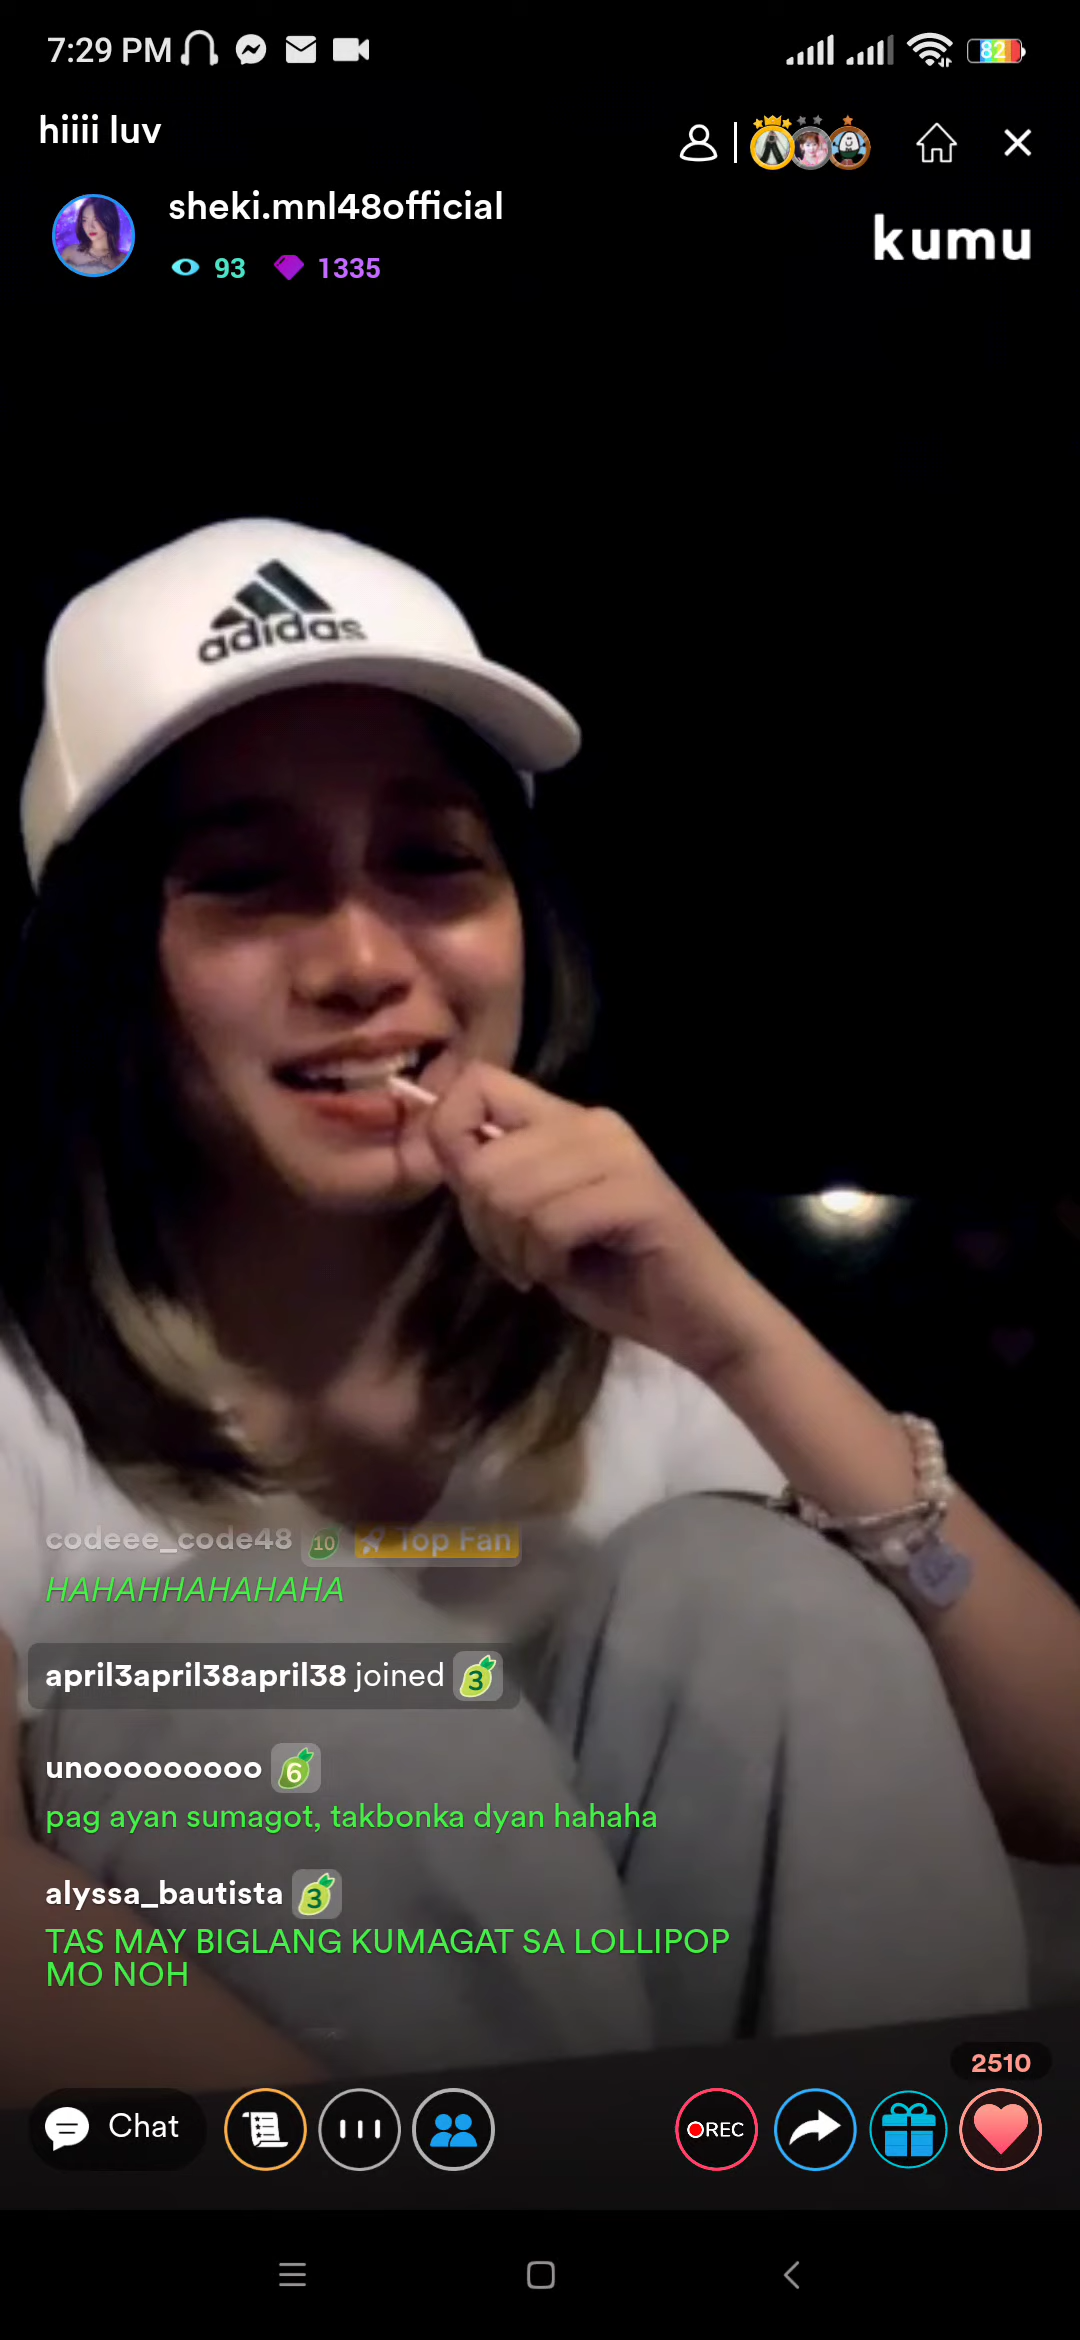 7:29 PM
82
hiiii luv
sheki.mnl48official
93 1335
kumu
adidas
codeee_code48 10 Top Fan
HAHAHHAHAHAHA
april3april38april38 joined 3
unooooooooo 6
pag ayan sumagot, takbonka dyan hahaha
alyssa_bautista 3
TAS MAY BIGLANG KUMAGAT SA LOLLIPOP
MO NOH
2510
Chat
REC